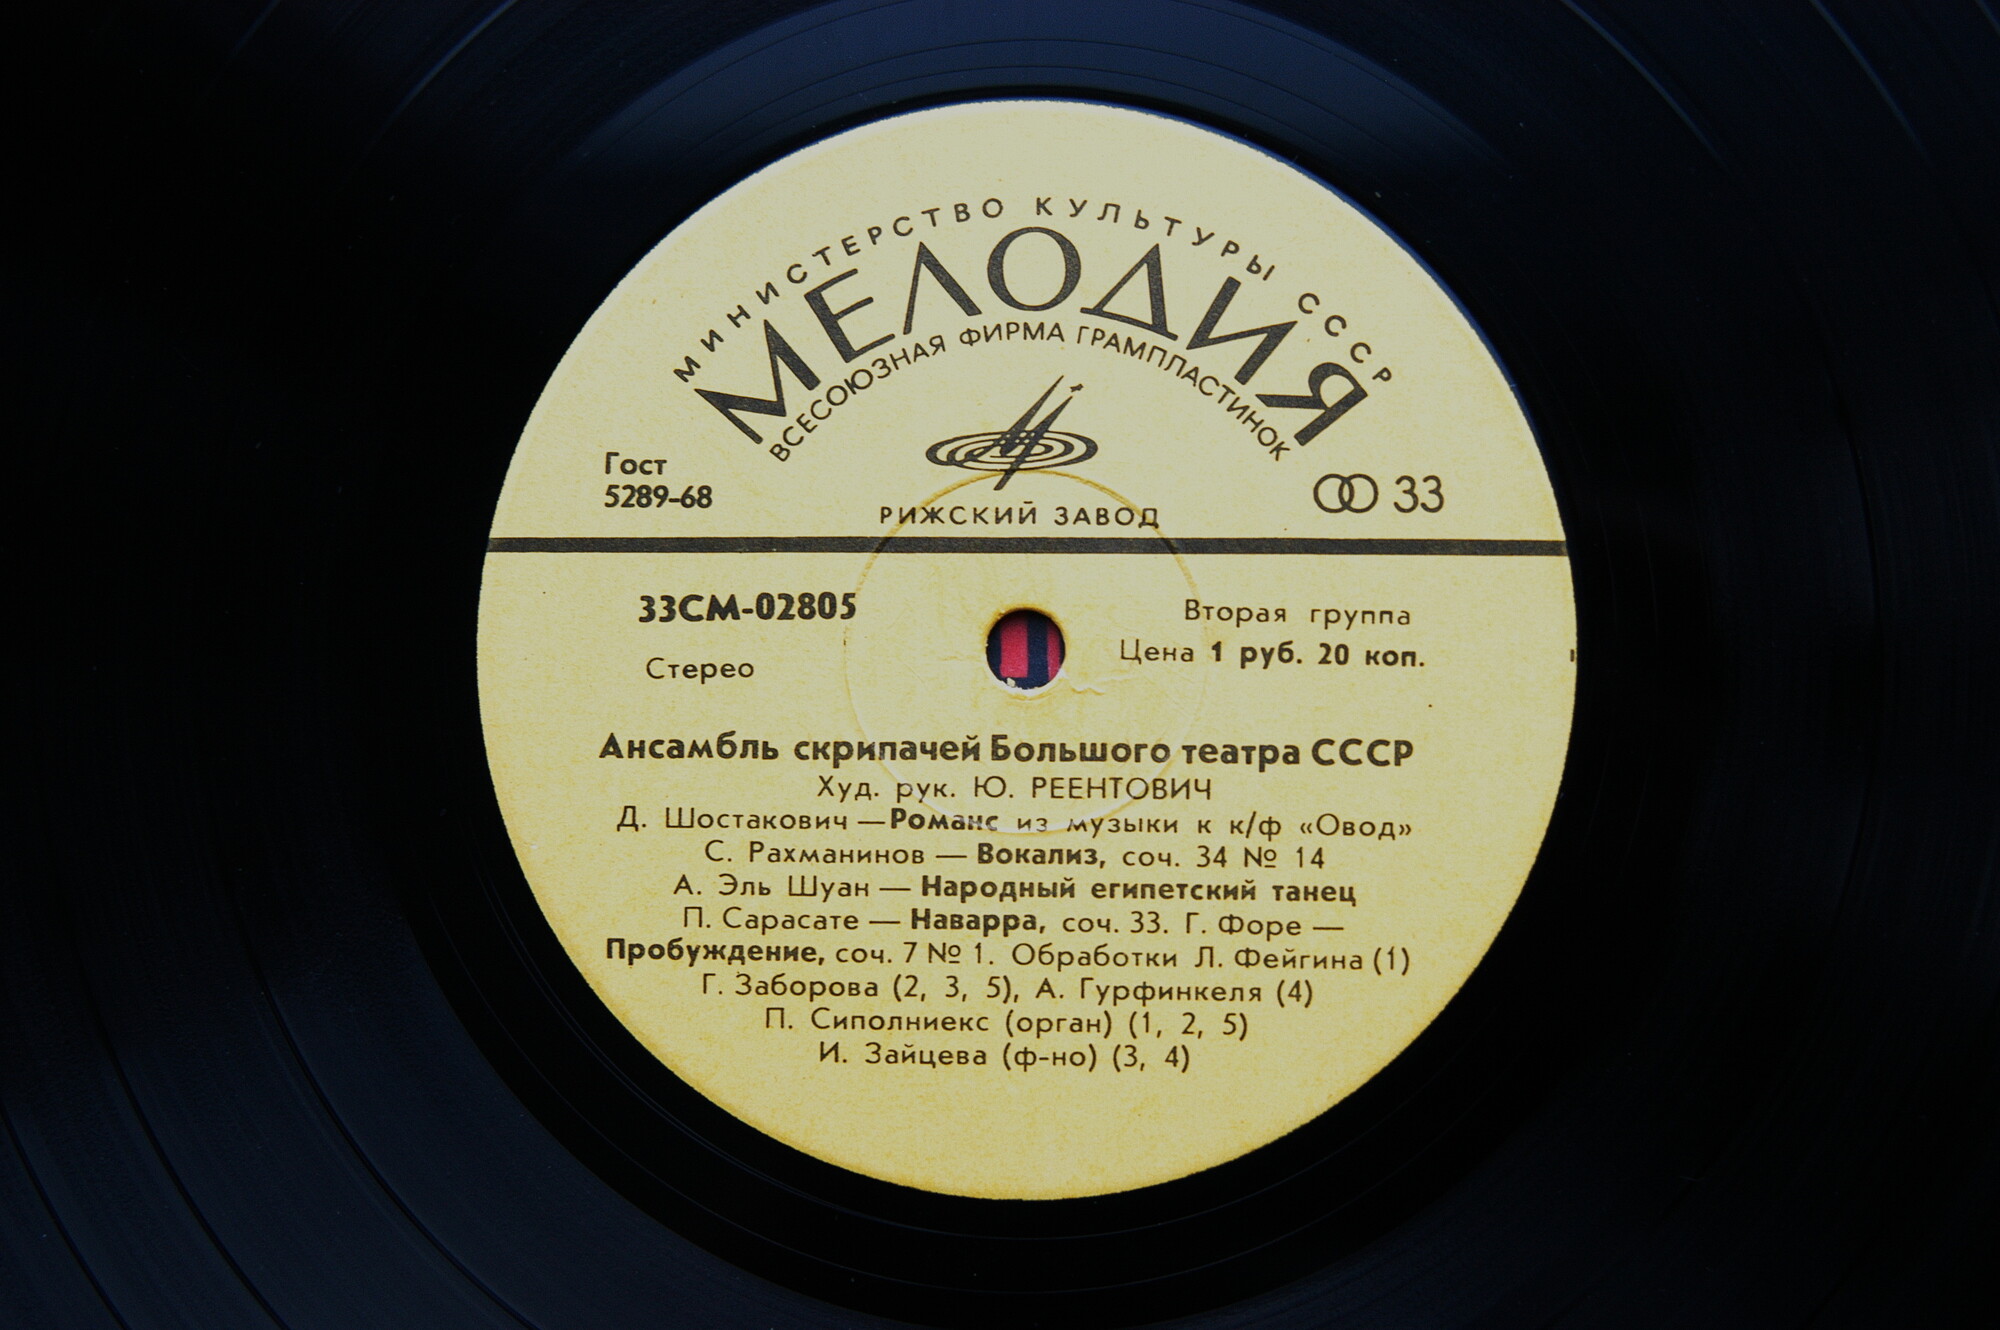 МИНИСТЕРСТВО КУЛЬТУРЫ СССР
МЕЛОДИЯ
ВСЕСОЮЗНАЯ ФИРМА ГРАМПЛАСТИНОК
Гост
5289-68
33
РИЖСКИЙ ЗАВОД
33СМ-02805
Вторая группа
Цена 1 руб. 20 коп.
Стерео
Ансамбль скрипачей Большого театра СССР
Худ. рук. Ю. РЕЕНТОВИЧ
Д. Шостакович — Романс из музыки к к/ф «Овод»
С. Рахманинов — Вокализ, соч. 34 № 14
А. Эль Шуан — Народный египетский танец
П. Сарасате — Наварра, соч. 33. Г. Форе —
Пробуждение, соч. 7 № 1. Обработки Л. Фейгина (1)
Г. Заборова (2, 3, 5), А. Гурфинкеля (4)
П. Сиполниекс (орган) (1, 2, 5)
И. Зайцева (ф-но) (3, 4)